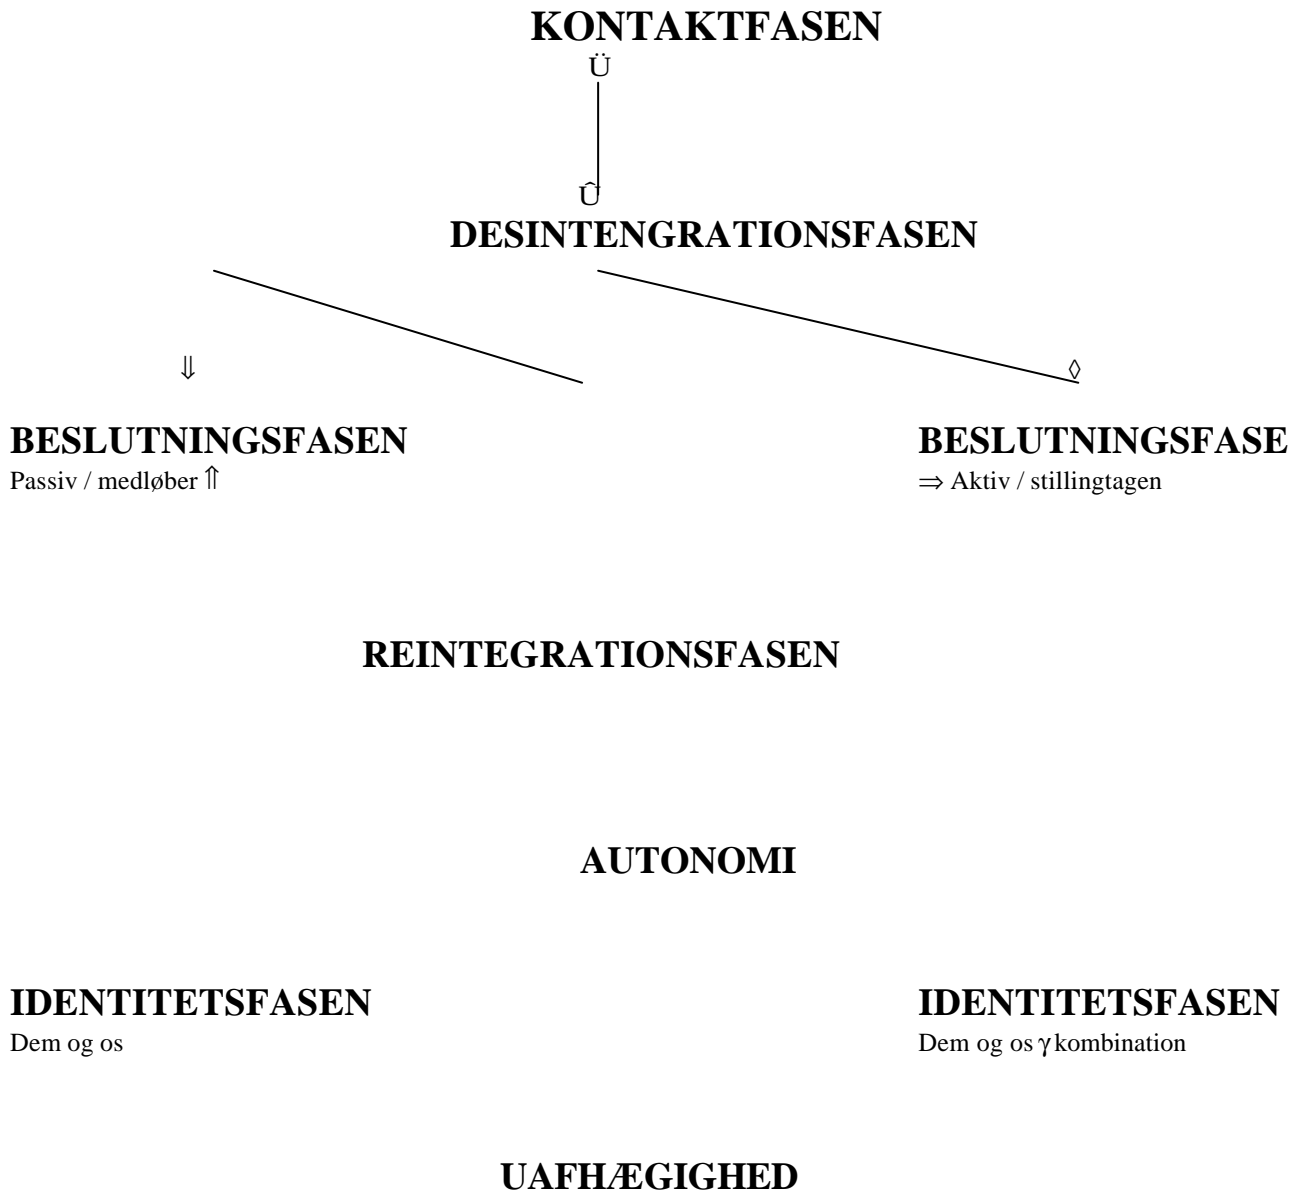 KONTAKTFASEN
Ü
Û
DESINTENGRATIONSFASEN
⇓ ◊
BESLUTNINGSFASEN BESLUTNINGSFASE
Passiv / medløber ⇑ ⇒ Aktiv / stillingtagen
REINTEGRATIONSFASEN
AUTONOMI
IDENTITETSFASEN IDENTITETSFASEN
Dem og os Dem og os γ kombination
UAFHÆGIGHED